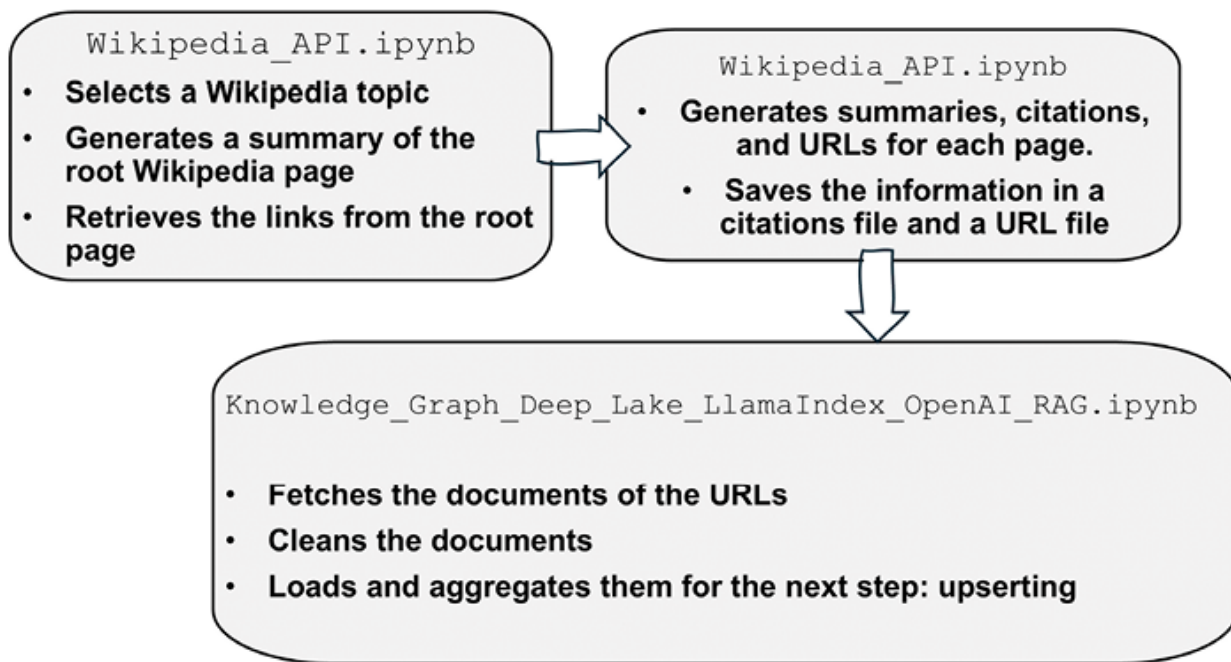 Wikipedia_API.ipynb
• Selects a Wikipedia topic
• Generates a summary of the
root Wikipedia page
• Retrieves the links from the root
page
Wikipedia_API.ipynb
• Generates summaries, citations,
and URLs for each page.
• Saves the information in a
citations file and a URL file
Knowledge_Graph_Deep_Lake_LlamaIndex_OpenAI_RAG.ipynb
• Fetches the documents of the URLs
• Cleans the documents
• Loads and aggregates them for the next step: upserting